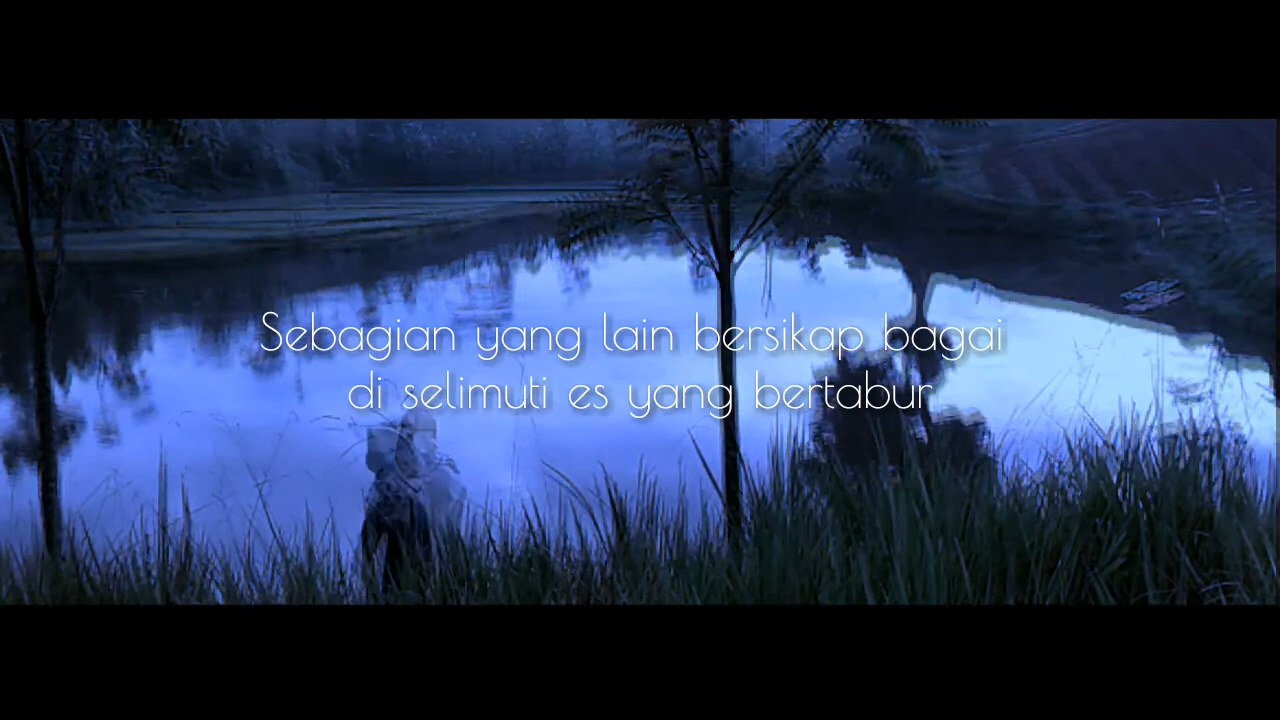 Sebagian yang lain bersikap bagai
di selimuti es yang bertabur